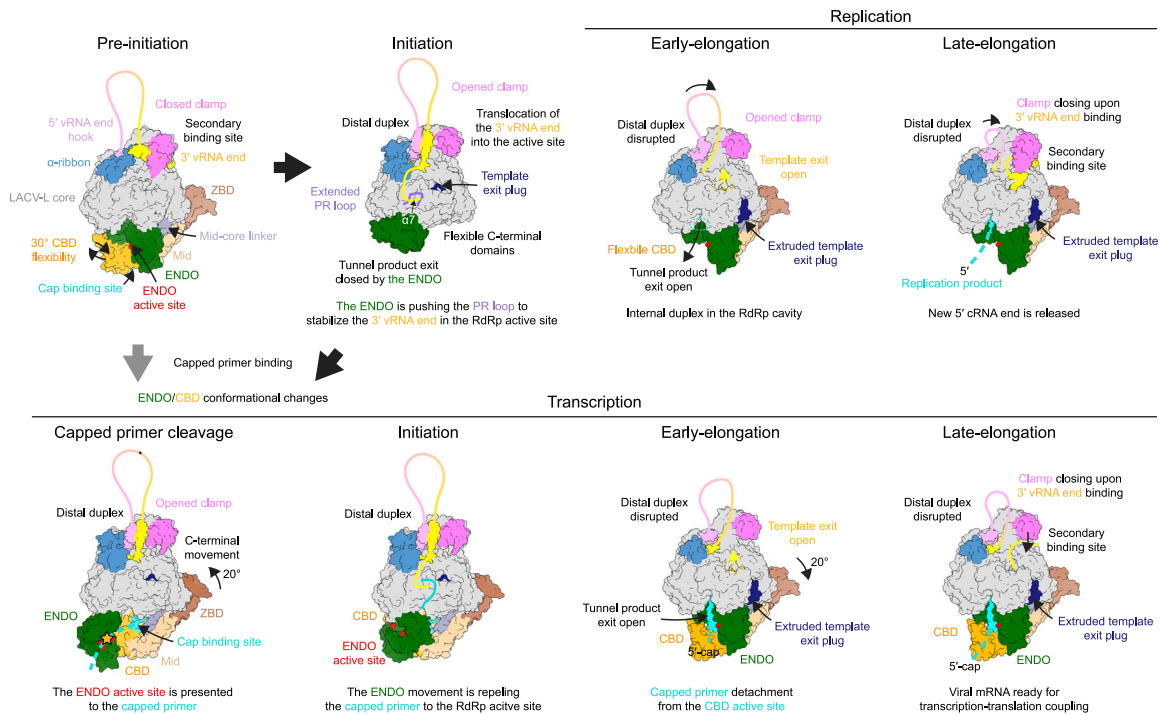 Replication
Pre-initiation
Closed clamp
5′ vRNA end
hook
Secondary
binding site
α-ribbon
3′ vRNA end
LACV-L core
ZBD
Mid-core linker
30° CBD
flexibility
Mid
ENDO
Cap binding site
ENDO
active site
Initiation
Opened clamp
Distal duplex
Translocation of
the 3′ vRNA end
into the active site
Extended
PR loop
Template
exit plug
α7
Flexible C-terminal
domains
Tunnel product exit
closed by the ENDO
The ENDO is pushing the PR loop to
stabilize the 3′ vRNA end in the RdRp active site
Early-elongation
Distal duplex
disrupted
Opened clamp
Template exit
open
Flexbile CBD
Extruded template
exit plug
Tunnel product
exit open
Internal duplex in the RdRp cavity
Late-elongation
Clamp closing upon
3′ vRNA end binding
Distal duplex
disrupted
Secondary
binding site
Extruded template
exit plug
5′
Replication product
New 5′ cRNA end is released
Capped primer binding
ENDO/CBD conformational changes
Transcription
Capped primer cleavage
Opened clamp
Distal duplex
C-terminal
movement
20°
ENDO
ZBD
Cap binding site
Mid
CBD
The ENDO active site is presented
to the capped primer
Initiation
CBD
ENDO
active site
The ENDO movement is repeling
the capped primer to the RdRp active site
Early-elongation
Distal duplex
disrupted
Template exit
open
20°
Tunnel product
exit open
Extruded template
exit plug
CBD
5′-cap
ENDO
Capped primer detachment
from the CBD active site
Late-elongation
Clamp closing upon
3′ vRNA end binding
Distal duplex
disrupted
Secondary
binding site
Extruded template
exit plug
CBD
5′-cap
ENDO
Viral mRNA ready for
transcription-translation coupling